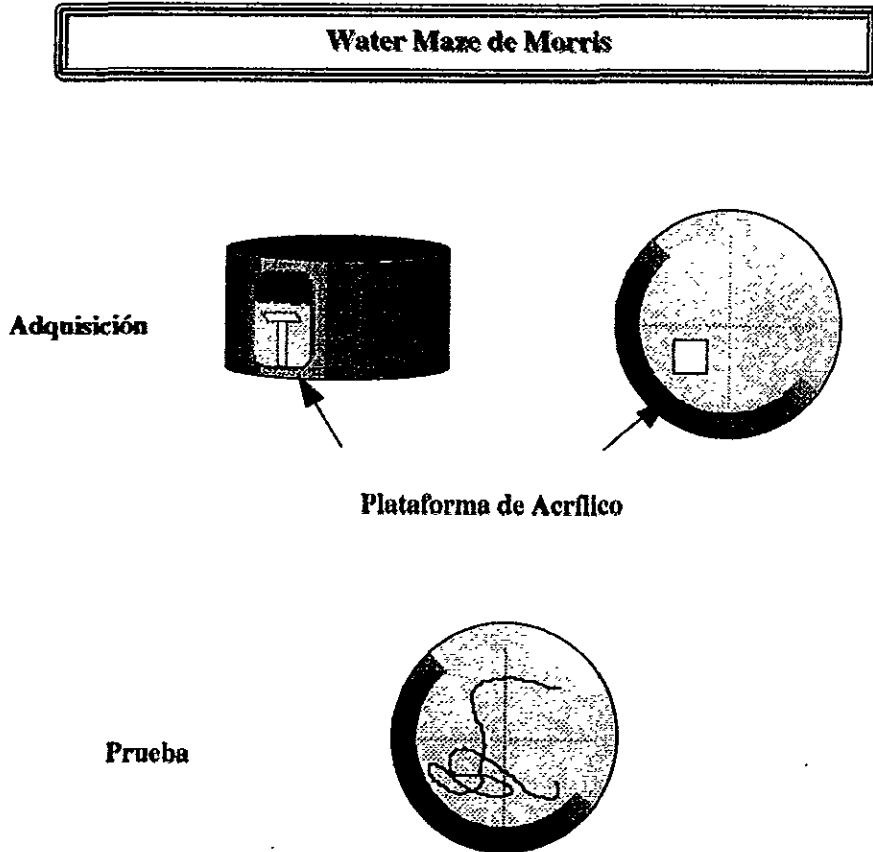 Water Maze de Morris
Adquisición
Plataforma de Acrílico
Prueba